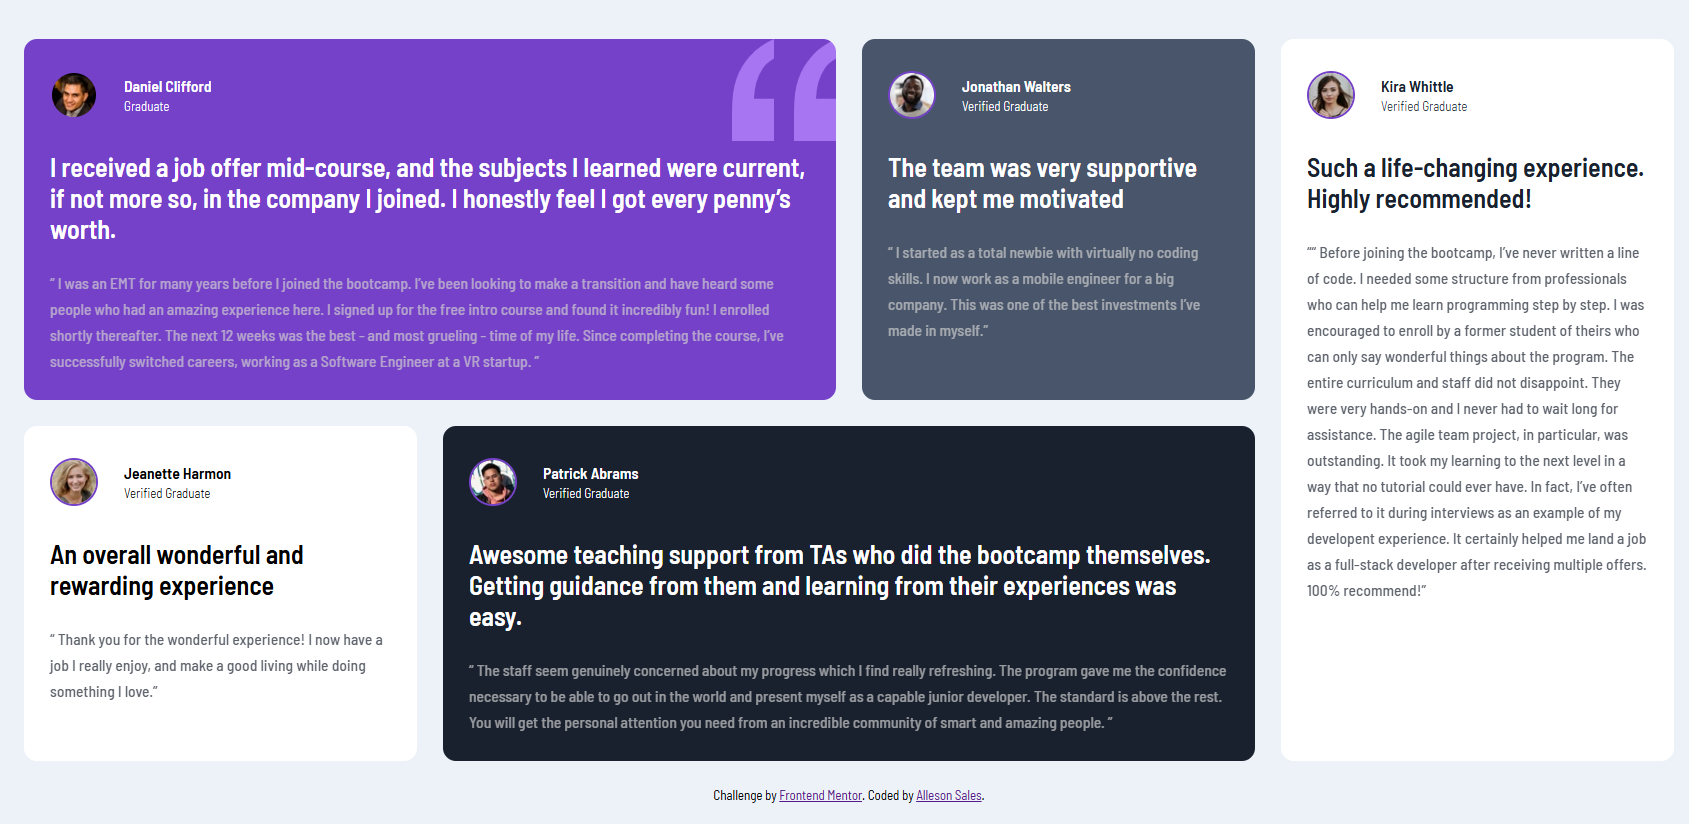 Daniel Clifford
Graduate
I received a job offer mid-course, and the subjects I learned were current,
if not more so, in the company I joined. I honestly feel I got every penny’s
worth.
“ I was an EMT for many years before I joined the bootcamp. I’ve been looking to make a transition and have heard some
people who had an amazing experience here. I signed up for the free intro course and found it incredibly fun! I enrolled
shortly thereafter. The next 12 weeks was the best - and most grueling - time of my life. Since completing the course, I’ve
successfully switched careers, working as a Software Engineer at a VR startup. ”
Jonathan Walters
Verified Graduate
The team was very supportive
and kept me motivated
“ I started as a total newbie with virtually no coding
skills. I now work as a mobile engineer for a big
company. This was one of the best investments I’ve
made in myself.”
Kira Whittle
Verified Graduate
Such a life-changing experience.
Highly recommended!
““ Before joining the bootcamp, I’ve never written a line
of code. I needed some structure from professionals
who can help me learn programming step by step. I was
encouraged to enroll by a former student of theirs who
can only say wonderful things about the program. The
entire curriculum and staff did not disappoint. They
were very hands-on and I never had to wait long for
assistance. The agile team project, in particular, was
outstanding. It took my learning to the next level in a
way that no tutorial could ever have. In fact, I’ve often
referred to it during interviews as an example of my
developent experience. It certainly helped me land a job
as a full-stack developer after receiving multiple offers.
100% recommend!”
Jeanette Harmon
Verified Graduate
An overall wonderful and
rewarding experience
“ Thank you for the wonderful experience! I now have a
job I really enjoy, and make a good living while doing
something I love.”
Patrick Abrams
Verified Graduate
Awesome teaching support from TAs who did the bootcamp themselves.
Getting guidance from them and learning from their experiences was
easy.
“ The staff seem genuinely concerned about my progress which I find really refreshing. The program gave me the confidence
necessary to be able to go out in the world and present myself as a capable junior developer. The standard is above the rest.
You will get the personal attention you need from an incredible community of smart and amazing people. ”
Challenge by Frontend Mentor. Coded by Alleson Sales.